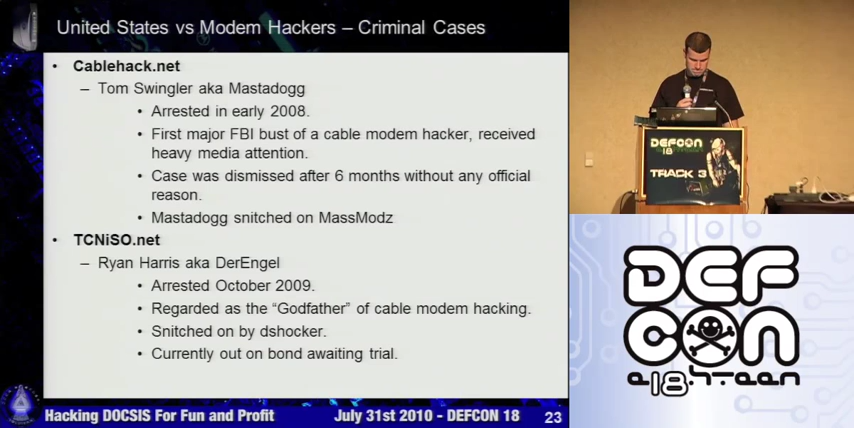 United States vs Modem Hackers – Criminal Cases
• Cablehack.net
– Tom Swingler aka Mastadogg
• Arrested in early 2008.
• First major FBI bust of a cable modem hacker, received
heavy media attention.
• Case was dismissed after 6 months without any official
reason.
• Mastadogg snitched on MassModz
• TCNiSO.net
– Ryan Harris aka DerEngel
• Arrested October 2009.
• Regarded as the “Godfather” of cable modem hacking.
• Snitched on by dshocker.
• Currently out on bond awaiting trial.
Hacking DOCSIS For Fun and Profit July 31st 2010 - DEFCON 18 23
DEFCON
18
TRACK 3
DEF
CON
e18h.teen